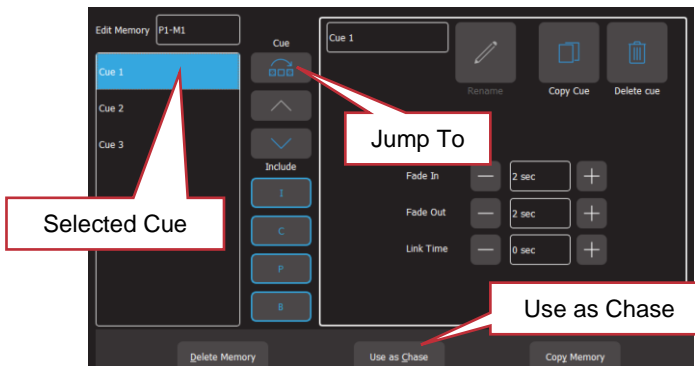 Edit Memory P1-M1
Cue
Cue 1
Rename
Copy Cue
Delete cue
Cue 1
Cue 2
Cue 3
Jump To
Include
I
C
P
B
Selected Cue
Fade In 2 sec
Fade Out 2 sec
Link Time 0 sec
Use as Chase
Delete Memory
Use as Chase
Copy Memory